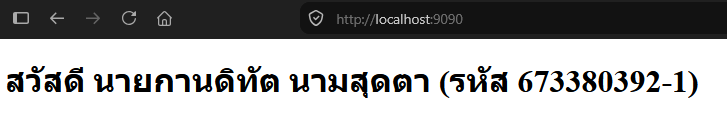 http://localhost:9090
สวัสดี นายกานดิทัต นามสุดตา (รหัส 673380392-1)